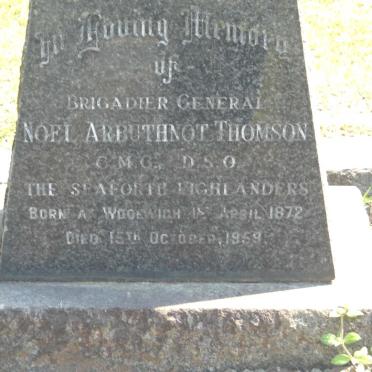 In Loving Memory
of
Brigadier General
Noel Arbuthnot Thomson
C.M.G., D.S.O.
The Seaforth Highlanders
Born at Woolwich 1st April 1872
Died 15th October, 1959